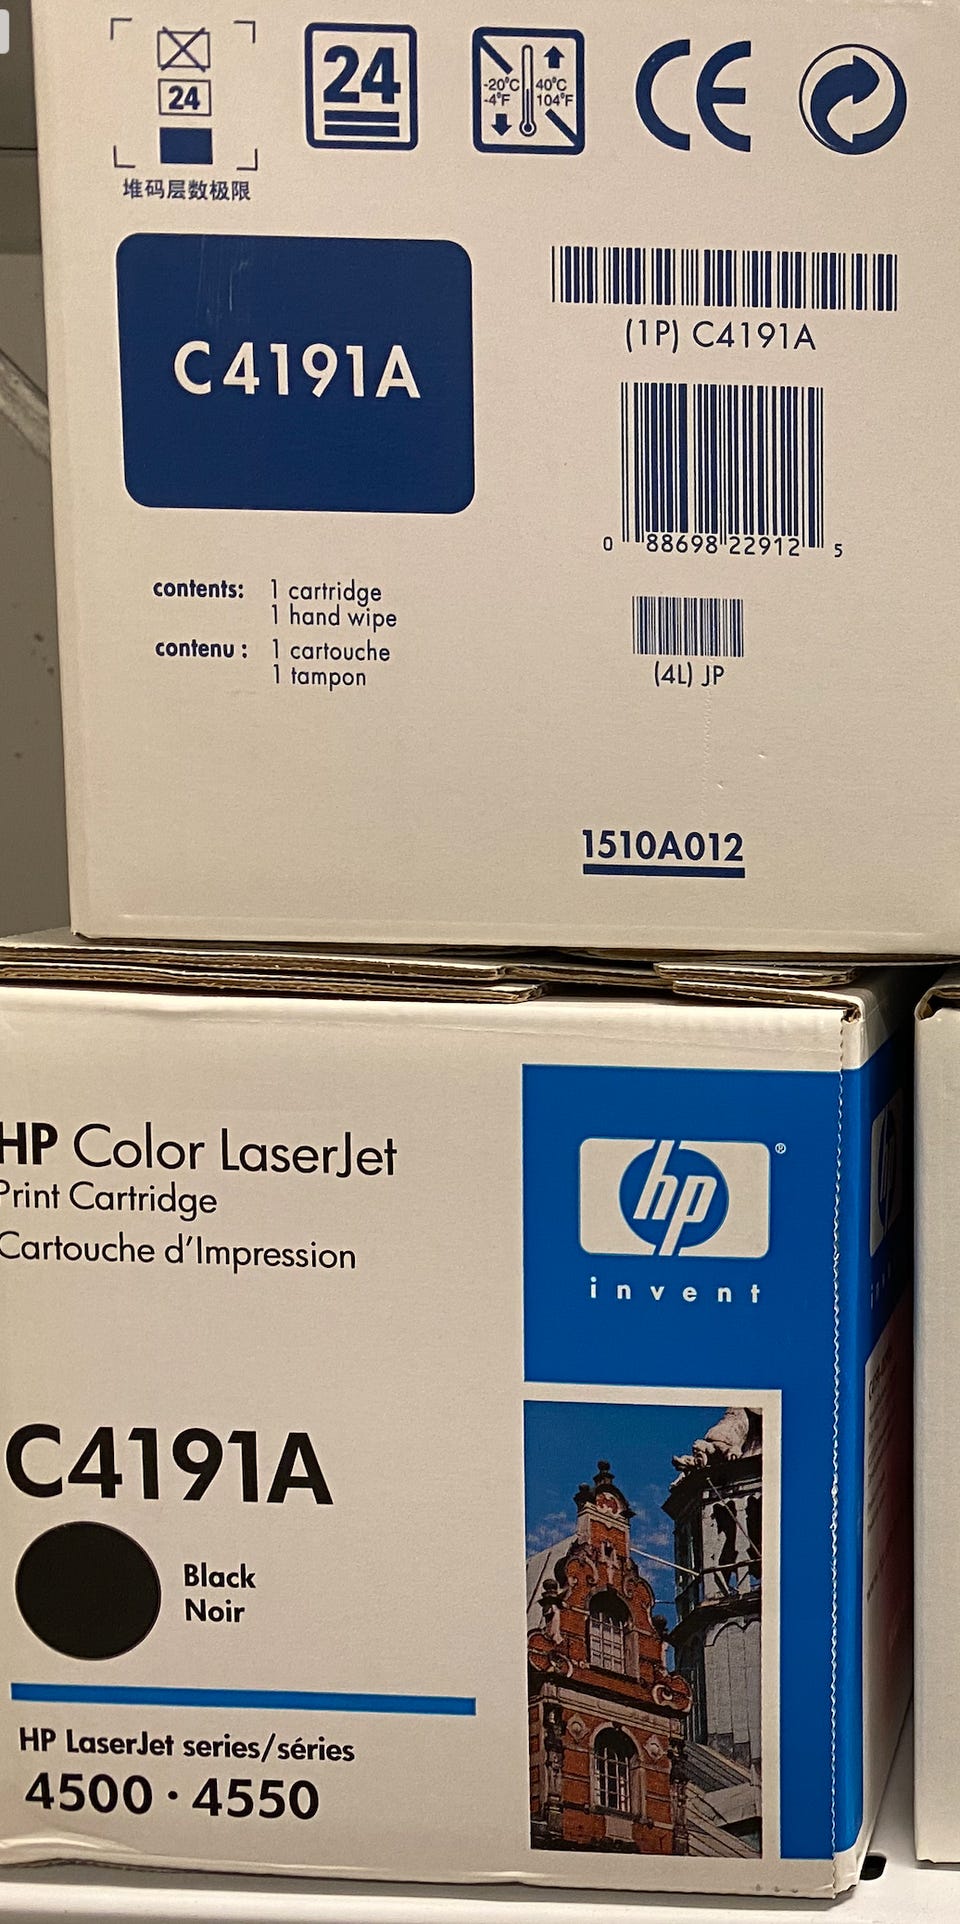 24
24
-20°C
-4°F
40°C
104°F
CE
堆码层数极限
C4191A
(1P) C4191A
0 88698 22912 5
contents: 1 cartridge
1 hand wipe
contenu : 1 cartouche
1 tampon
(4L) JP
1510A012
HP Color LaserJet
Print Cartridge
Cartouche d'Impression
hp®
invent
C4191A
Black
Noir
HP LaserJet series/séries
4500 · 4550